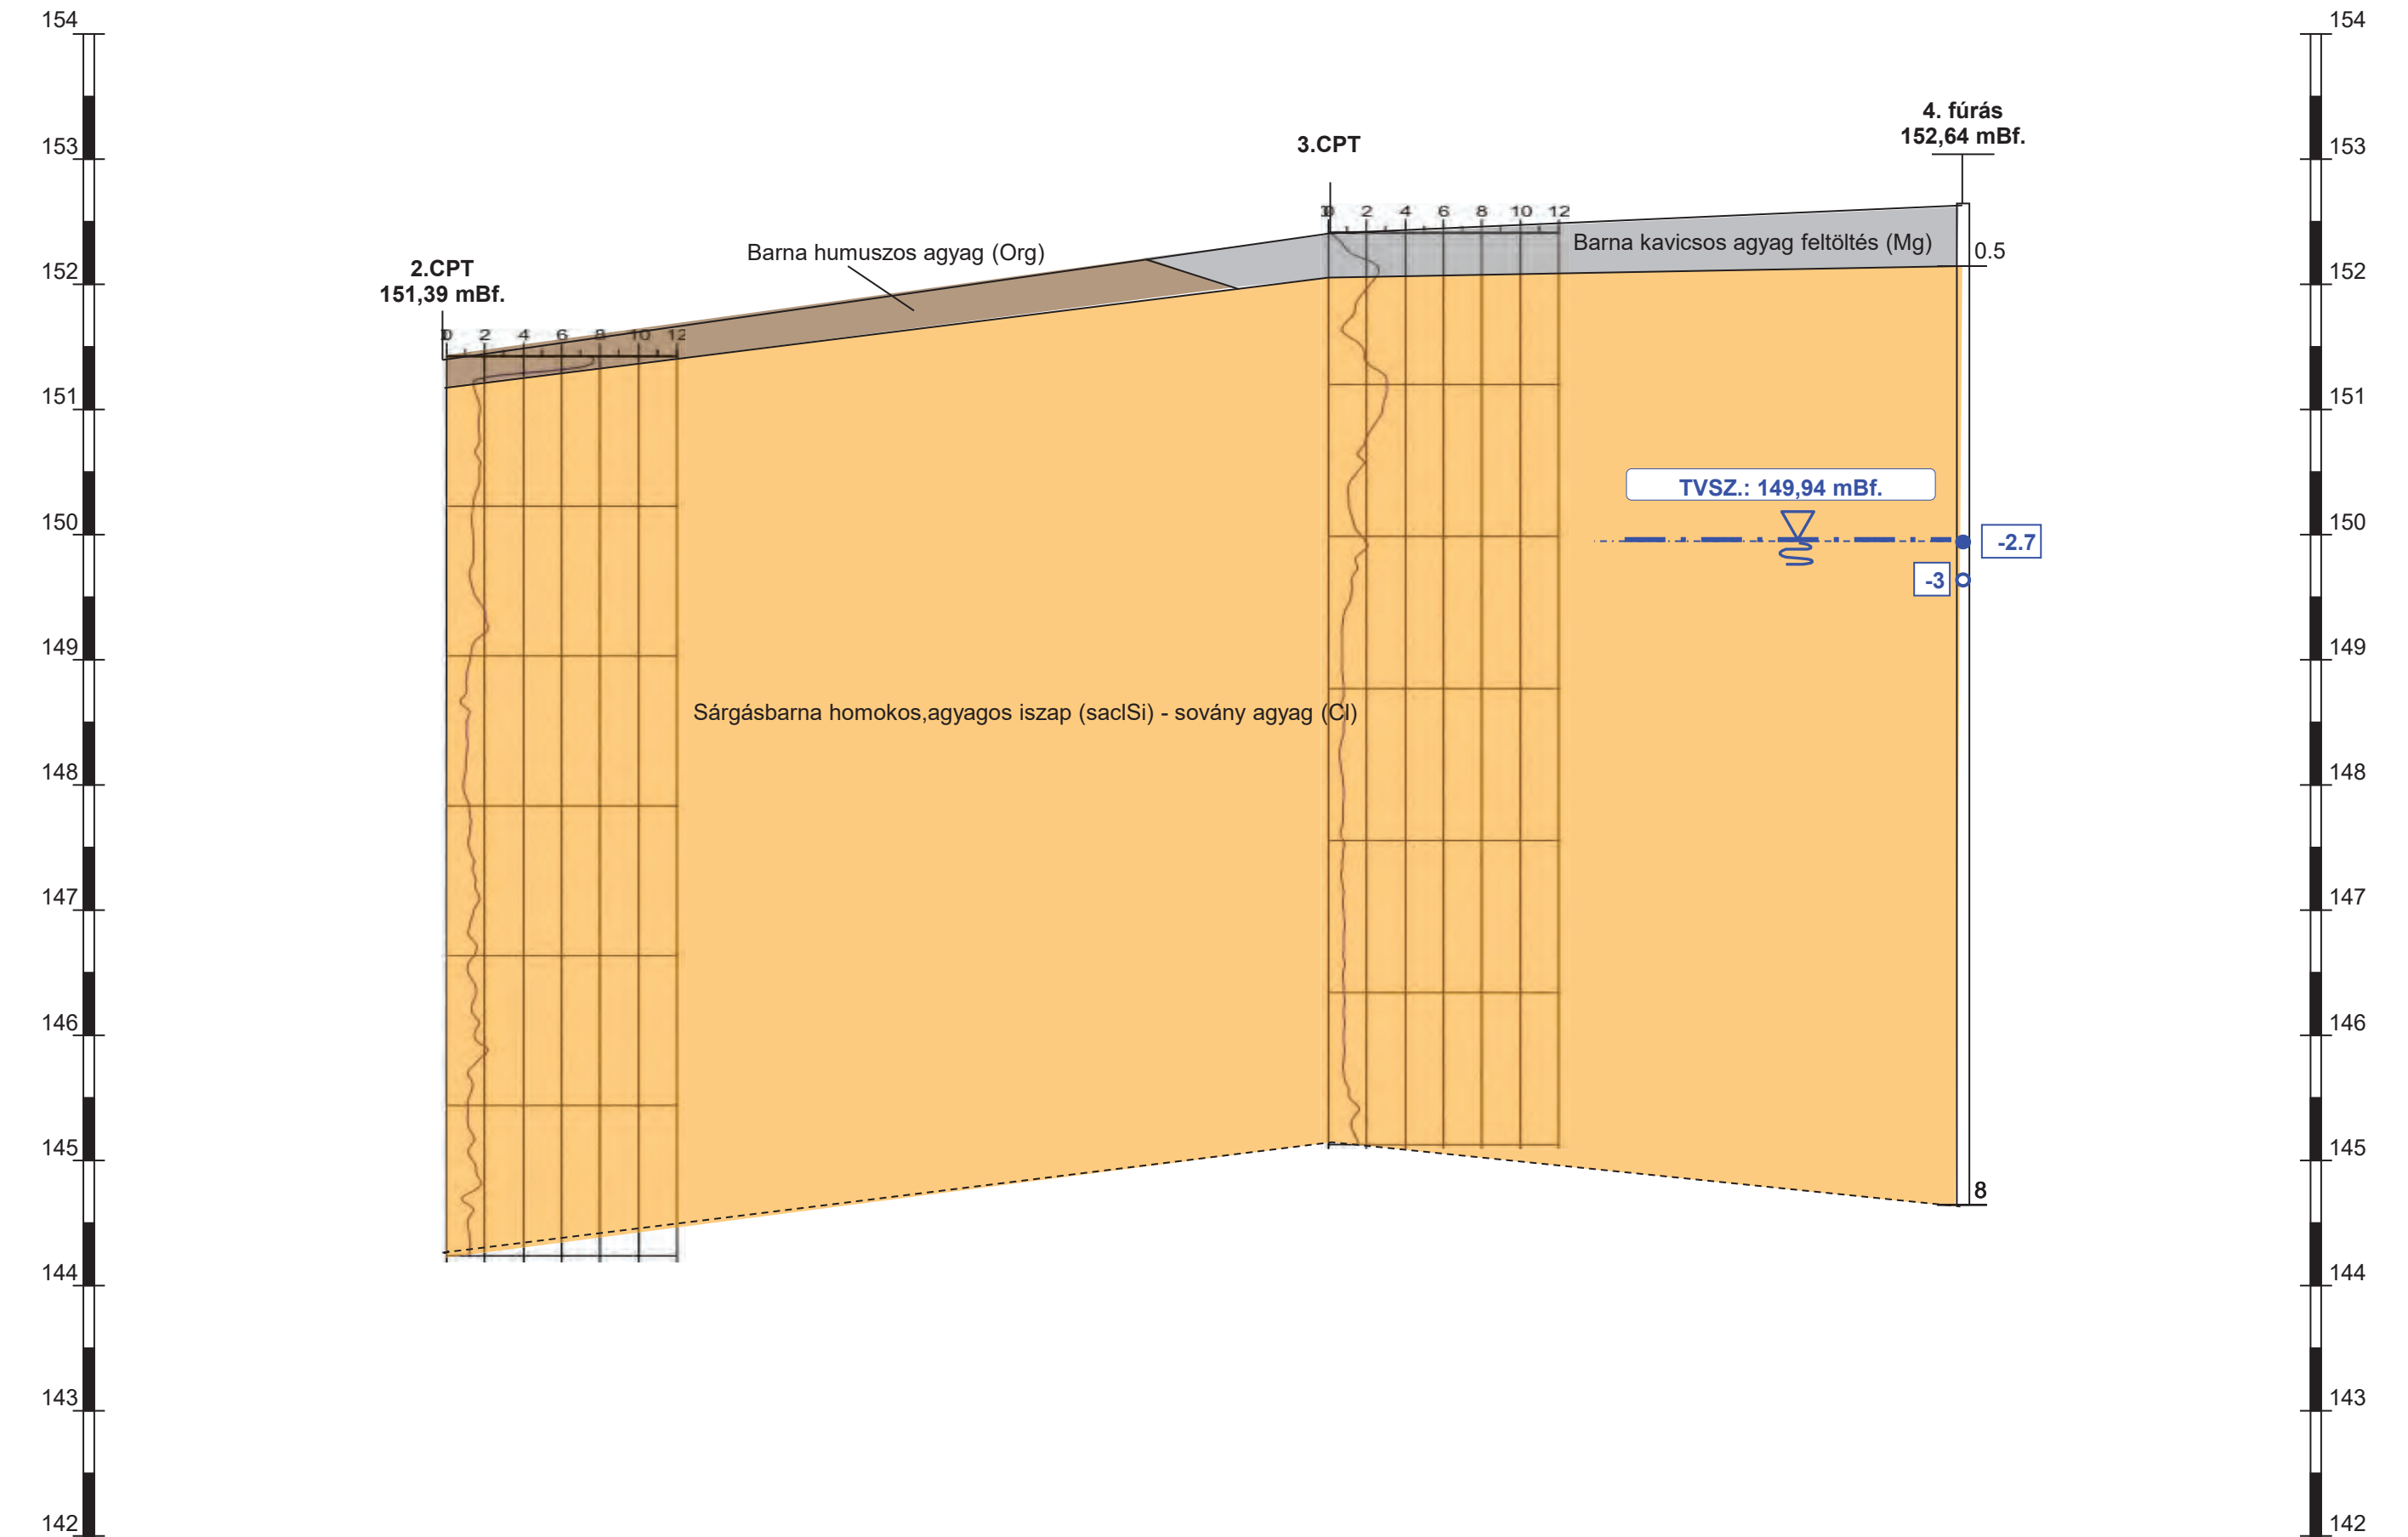 154
153
152
151
150
149
148
147
146
145
144
143
142
2.CPT
151,39 mBf.
0 2 4 6 8 10 12
Barna humuszos agyag (Org)
3.CPT
0 2 4 6 8 10 12
Barna kavicsos agyag feltöltés (Mg)
4. fúrás
152,64 mBf.
0.5
TVSZ.: 149,94 mBf.
-2.7
-3
Sárgásbarna homokos,agyagos iszap (saclSi) - sovány agyag (Cl)
8
154
153
152
151
150
149
148
147
146
145
144
143
142